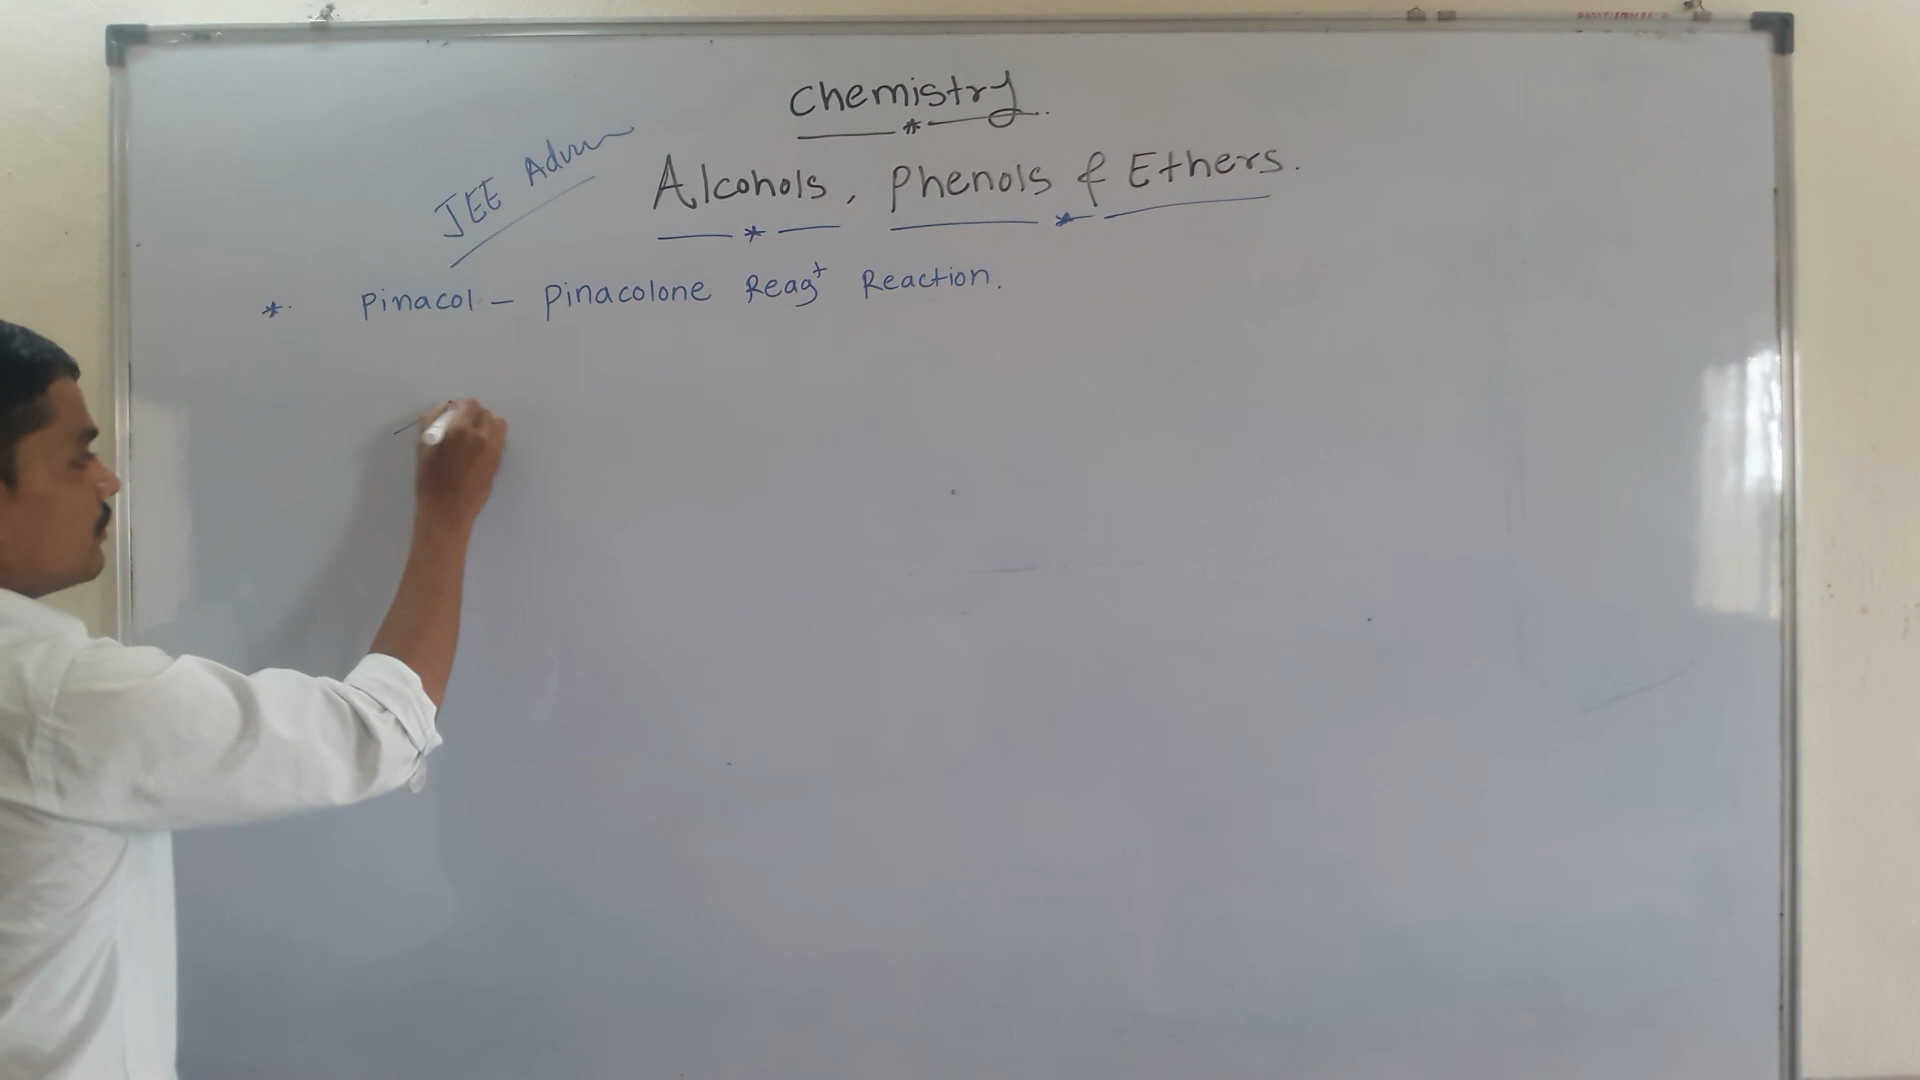 Chemistry.
JEE Adv
Alcohols, Phenols & Ethers.
* Pinacol - Pinacolone Reagt Reaction.